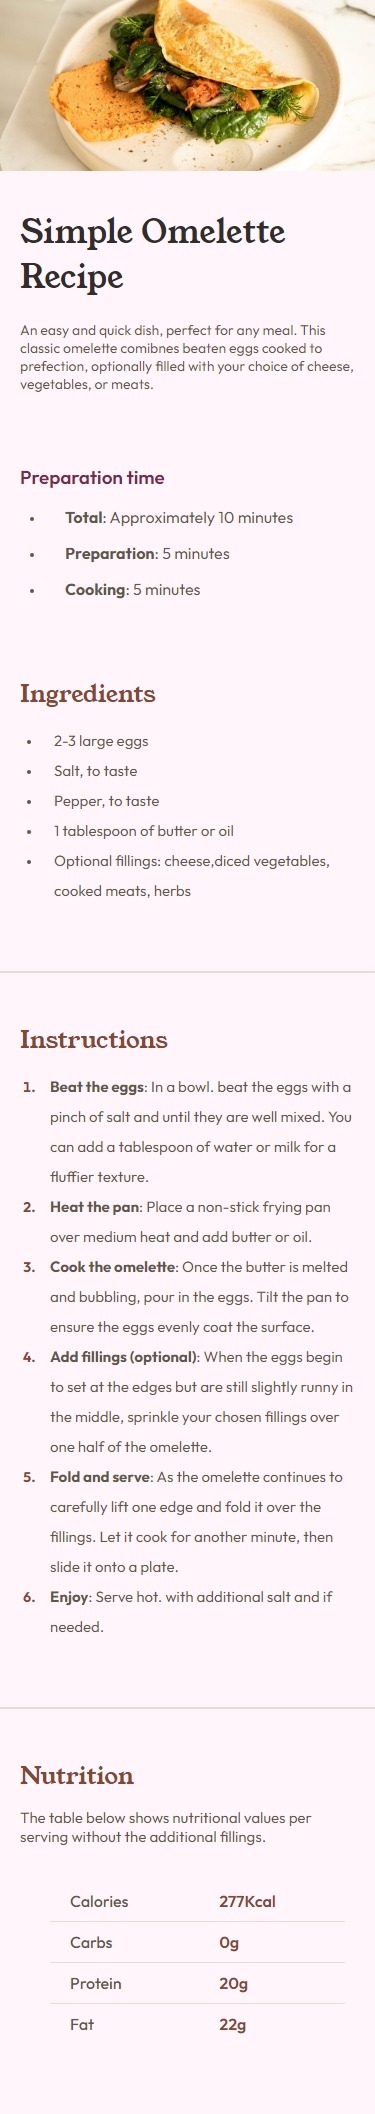 Simple Omelette
Recipe
An easy and quick dish, perfect for any meal. This
classic omelette comibnes beaten eggs cooked to
prefection, optionally filled with your choice of cheese,
vegetables, or meats.
Preparation time
• Total: Approximately 10 minutes
• Preparation: 5 minutes
• Cooking: 5 minutes
Ingredients
• 2-3 large eggs
• Salt, to taste
• Pepper, to taste
• 1 tablespoon of butter or oil
• Optional fillings: cheese,diced vegetables,
cooked meats, herbs
Instructions
1. Beat the eggs: In a bowl. beat the eggs with a
pinch of salt and until they are well mixed. You
can add a tablespoon of water or milk for a
fluffier texture.
2. Heat the pan: Place a non-stick frying pan
over medium heat and add butter or oil.
3. Cook the omelette: Once the butter is melted
and bubbling, pour in the eggs. Tilt the pan to
ensure the eggs evenly coat the surface.
4. Add fillings (optional): When the eggs begin
to set at the edges but are still slightly runny in
the middle, sprinkle your chosen fillings over
one half of the omelette.
5. Fold and serve: As the omelette continues to
carefully lift one edge and fold it over the
fillings. Let it cook for another minute, then
slide it onto a plate.
6. Enjoy: Serve hot. with additional salt and if
needed.
Nutrition
The table below shows nutritional values per
serving without the additional fillings.
Calories 277Kcal
Carbs 0g
Protein 20g
Fat 22g